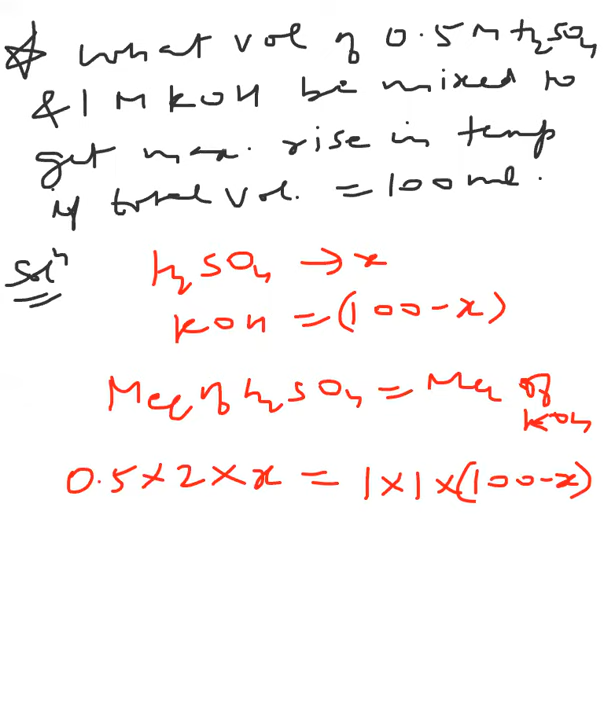 ☆ what vol of 0.5 M H₂SO₄
& 1 M KOH be mixed to
get max. rise in temp
if total vol. = 100 ml.
Solⁿ
H₂SO₄ → x
KOH = (100-x)
Meq of H₂SO₄ = Meq of
KOH
0.5 × 2 × x = 1 × 1 × (100-x)